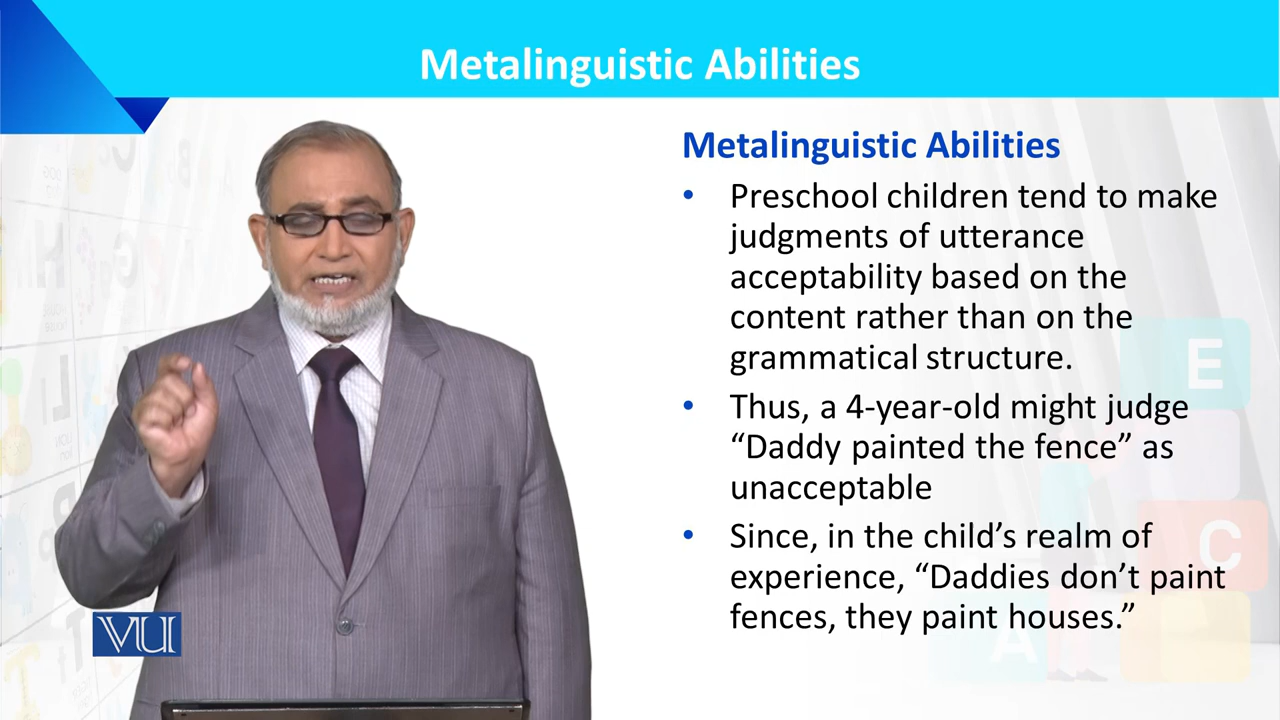 Metalinguistic Abilities
Metalinguistic Abilities
• Preschool children tend to make
judgments of utterance
acceptability based on the
content rather than on the
grammatical structure.
• Thus, a 4-year-old might judge
“Daddy painted the fence” as
unacceptable
• Since, in the child’s realm of
experience, “Daddies don’t paint
fences, they paint houses.”
E
C
A
VU